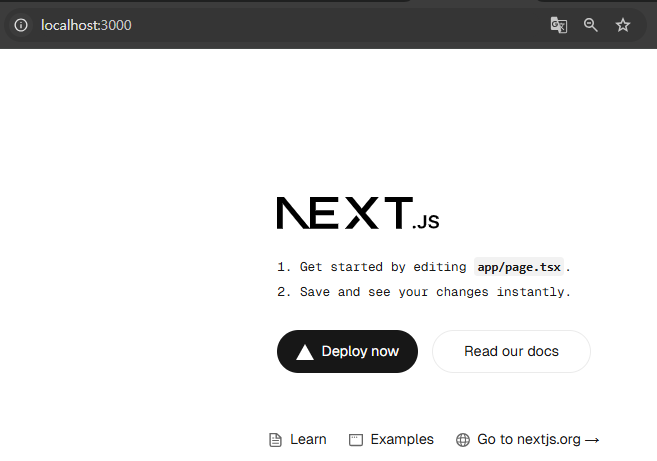 localhost:3000
NEXT.JS
1. Get started by editing app/page.tsx.
2. Save and see your changes instantly.
Deploy now
Read our docs
Learn
Examples
Go to nextjs.org →